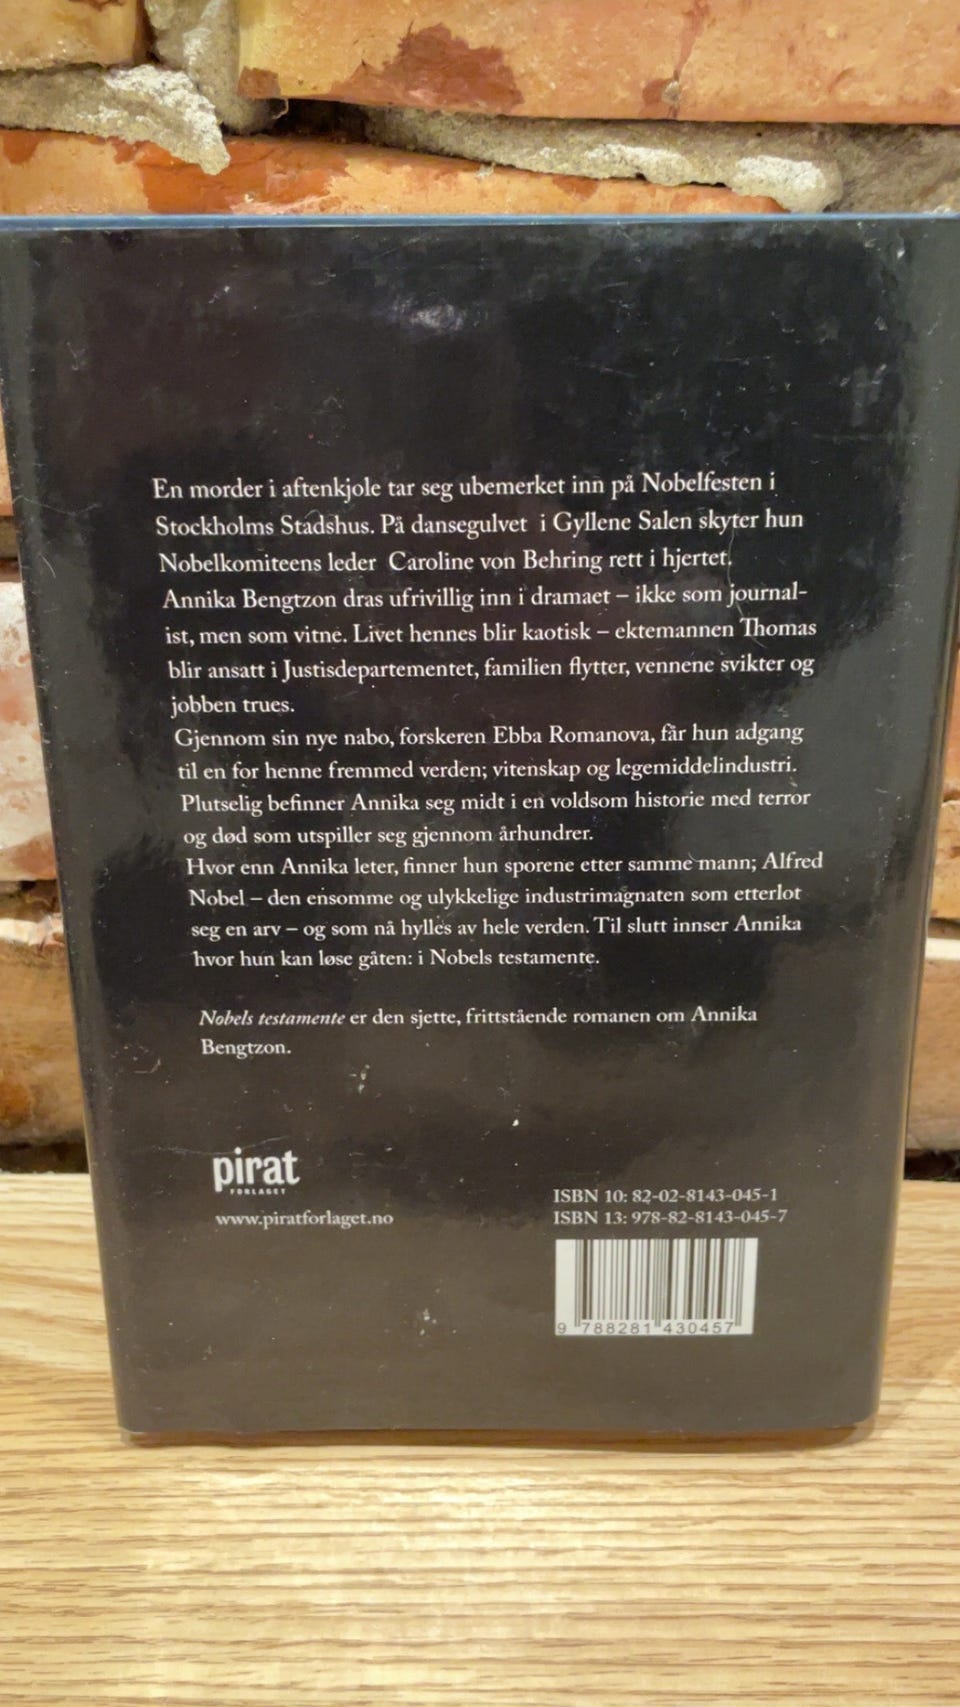 En morder i aftenkjole tar seg ubemerket inn på Nobelfesten i
Stockholms Stadshus. På dansegulvet i Gyllene Salen skyter hun
Nobelkomiteens leder Caroline von Behring rett i hjertet.
Annika Bengtzon dras ufrivillig inn i dramaet – ikke som journal-
ist, men som vitne. Livet hennes blir kaotisk – ektemannen Thomas
blir ansatt i Justisdepartementet, familien flytter, vennene svikter og
jobben trues.
Gjennom sin nye nabo, forskeren Ebba Romanova, får hun adgang
til en for henne fremmed verden; vitenskap og legemiddelindustri.
Plutselig befinner Annika seg midt i en voldsom historie med terror
og død som utspiller seg gjennom århundrer.
Hvor enn Annika leter, finner hun sporene etter samme mann; Alfred
Nobel – den ensomme og ulykkelige industrimagnaten som etterlot
seg en arv – og som nå hylles av hele verden. Til slutt innser Annika
hvor hun kan løse gåten: i Nobels testamente.
Nobels testamente er den sjette, frittstående romanen om Annika
Bengtzon.
pirat
FORLAGET
www.piratforlaget.no
ISBN 10: 82-02-8143-045-1
ISBN 13: 978-82-8143-045-7
9 788281 430457